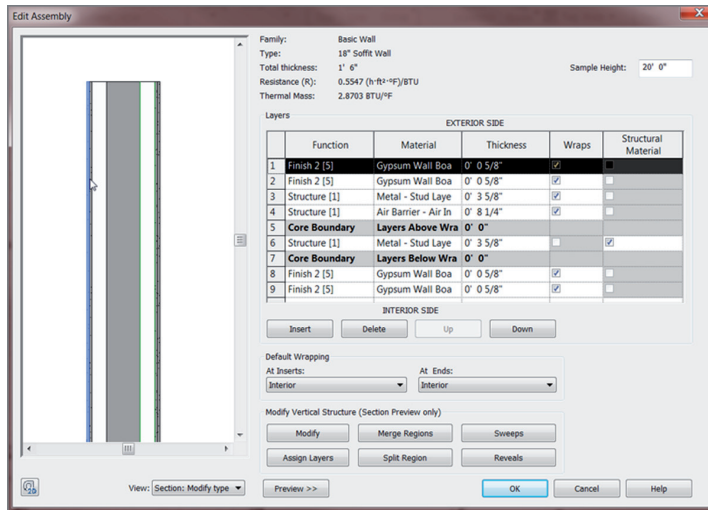 Edit Assembly
Family: Basic Wall
Type: 18" Soffit Wall
Total thickness: 1' 6"
Sample Height: 20' 0"
Resistance (R): 0.5547 (h·ft²·°F)/BTU
Thermal Mass: 2.8703 BTU/°F
Layers
EXTERIOR SIDE
Function Material Thickness Wraps Structural Material
1 Finish 2 [5] Gypsum Wall Boa 0' 0 5/8"
2 Finish 2 [5] Gypsum Wall Boa 0' 0 5/8"
3 Structure [1] Metal - Stud Laye 0' 3 5/8"
4 Structure [1] Air Barrier - Air In 0' 8 1/4"
5 Core Boundary Layers Above Wra 0' 0"
6 Structure [1] Metal - Stud Laye 0' 3 5/8"
7 Core Boundary Layers Below Wra 0' 0"
8 Finish 2 [5] Gypsum Wall Boa 0' 0 5/8"
9 Finish 2 [5] Gypsum Wall Boa 0' 0 5/8"
INTERIOR SIDE
Insert Delete Up Down
Default Wrapping
At Inserts: At Ends:
Interior Interior
Modify Vertical Structure (Section Preview only)
Modify Merge Regions Sweeps
Assign Layers Split Region Reveals
View: Section: Modify type Preview >> OK Cancel Help